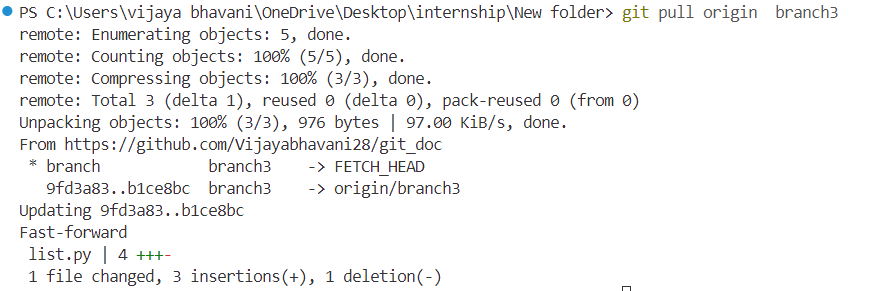 PS C:\Users\vijaya bhavani\OneDrive\Desktop\internship\New folder> git pull origin  branch3
remote: Enumerating objects: 5, done.
remote: Counting objects: 100% (5/5), done.
remote: Compressing objects: 100% (3/3), done.
remote: Total 3 (delta 1), reused 0 (delta 0), pack-reused 0 (from 0)
Unpacking objects: 100% (3/3), 976 bytes | 97.00 KiB/s, done.
From https://github.com/Vijayabhavani28/git_doc
 * branch            branch3    -> FETCH_HEAD
   9fd3a83..b1ce8bc  branch3    -> origin/branch3
Updating 9fd3a83..b1ce8bc
Fast-forward
 list.py | 4 +++-
 1 file changed, 3 insertions(+), 1 deletion(-)